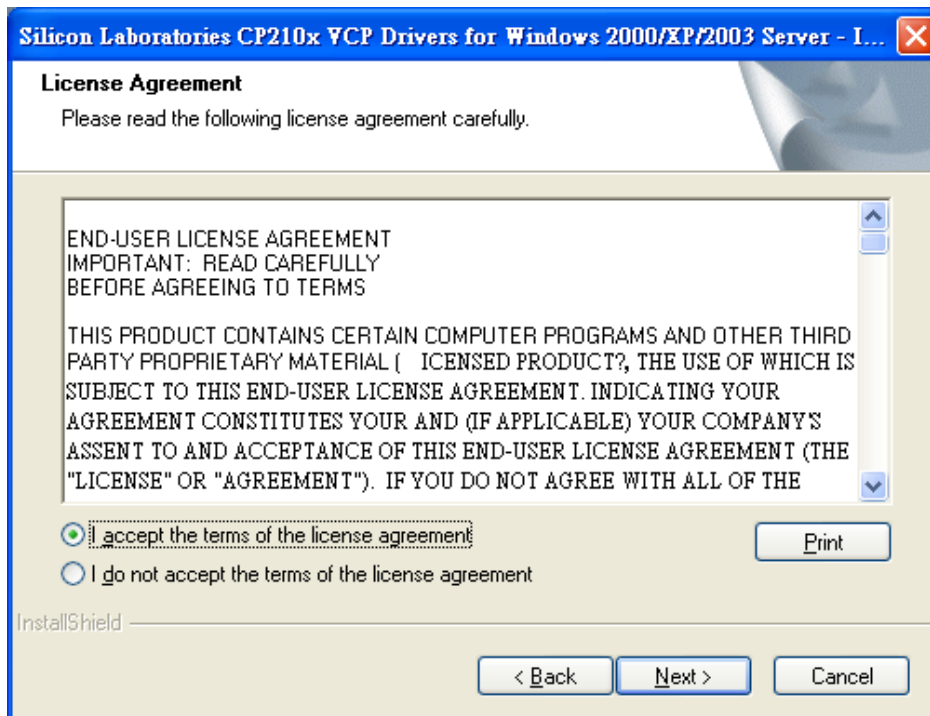 Silicon Laboratories CP210x VCP Drivers for Windows 2000/XP/2003 Server - I...
License Agreement
Please read the following license agreement carefully.
END-USER LICENSE AGREEMENT
IMPORTANT:  READ CAREFULLY
BEFORE AGREEING TO TERMS
THIS PRODUCT CONTAINS CERTAIN COMPUTER PROGRAMS AND OTHER THIRD
PARTY PROPRIETARY MATERIAL (   ICENSED PRODUCT?, THE USE OF WHICH IS
SUBJECT TO THIS END-USER LICENSE AGREEMENT. INDICATING YOUR
AGREEMENT CONSTITUTES YOUR AND (IF APPLICABLE) YOUR COMPANY'S
ASSENT TO AND ACCEPTANCE OF THIS END-USER LICENSE AGREEMENT (THE
"LICENSE" OR "AGREEMENT").  IF YOU DO NOT AGREE WITH ALL OF THE
I accept the terms of the license agreement
Print
I do not accept the terms of the license agreement
InstallShield
< Back
Next >
Cancel